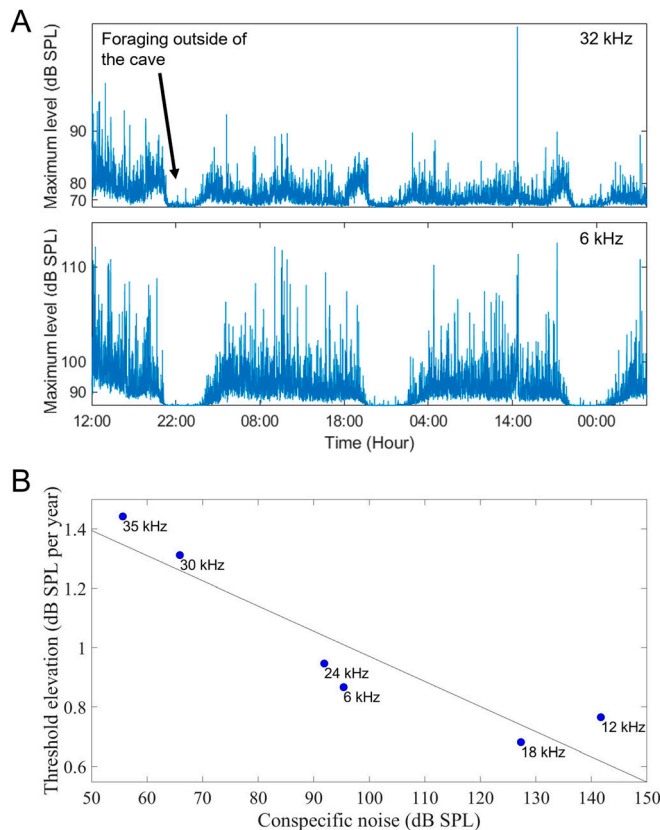 A
Foraging outside of
the cave
32 kHz
Maximum level (dB SPL)
90
80
70
6 kHz
Maximum level (dB SPL)
110
100
90
12:00 22:00 08:00 18:00 04:00 14:00 00:00
Time (Hour)
B
Threshold elevation (dB SPL per year)
1.4
1.2
1
0.8
0.6
35 kHz
30 kHz
24 kHz
6 kHz
12 kHz
18 kHz
50 60 70 80 90 100 110 120 130 140 150
Conspecific noise (dB SPL)